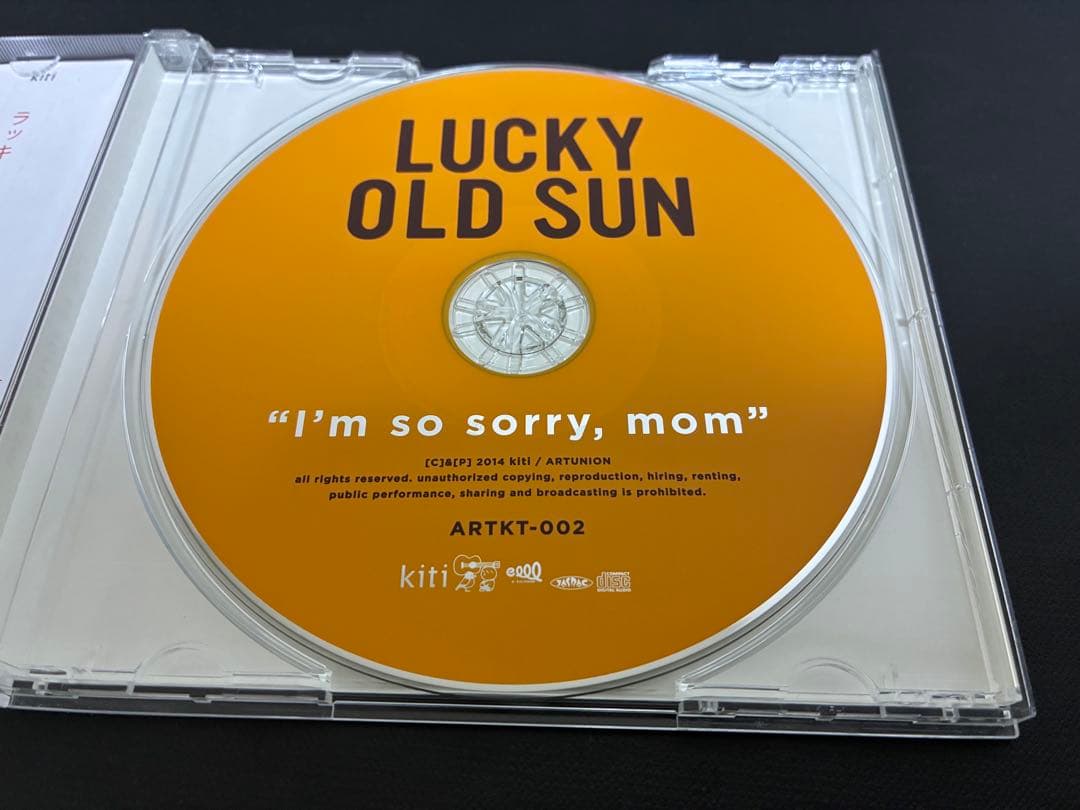 kiti
ラッキ
LUCKY
OLD SUN
“I’m so sorry, mom”
[C]&[P] 2014 kiti / ARTUNION
all rights reserved. unauthorized copying, reproduction, hiring, renting,
public performance, sharing and broadcasting is prohibited.
ARTKT-002
kiti
JASRAC
COMPACT
disc
DIGITAL AUDIO